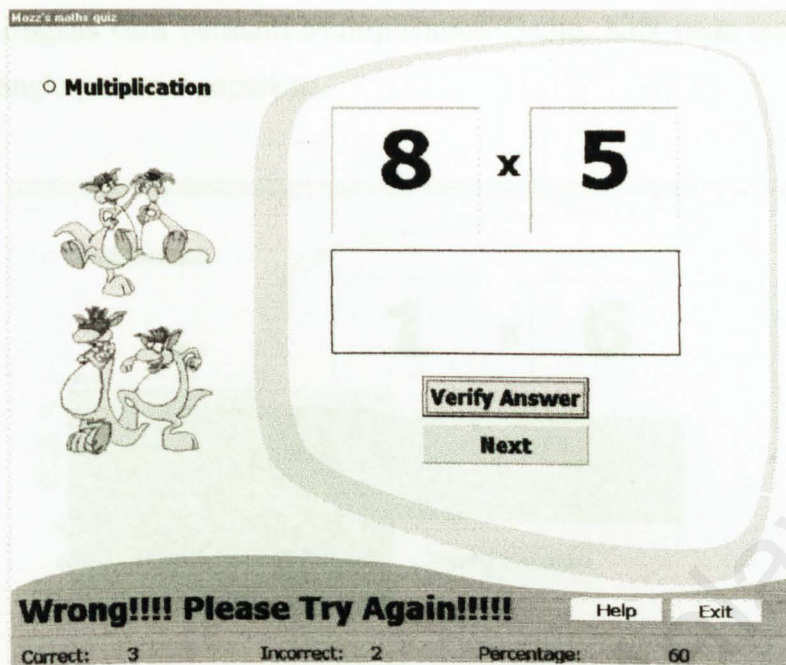 Mozz's maths quiz
Multiplication
8 x 5
Verify Answer
Next
Wrong!!!! Please Try Again!!!!!
Help
Exit
Correct: 3 Incorrect: 2 Percentage: 60